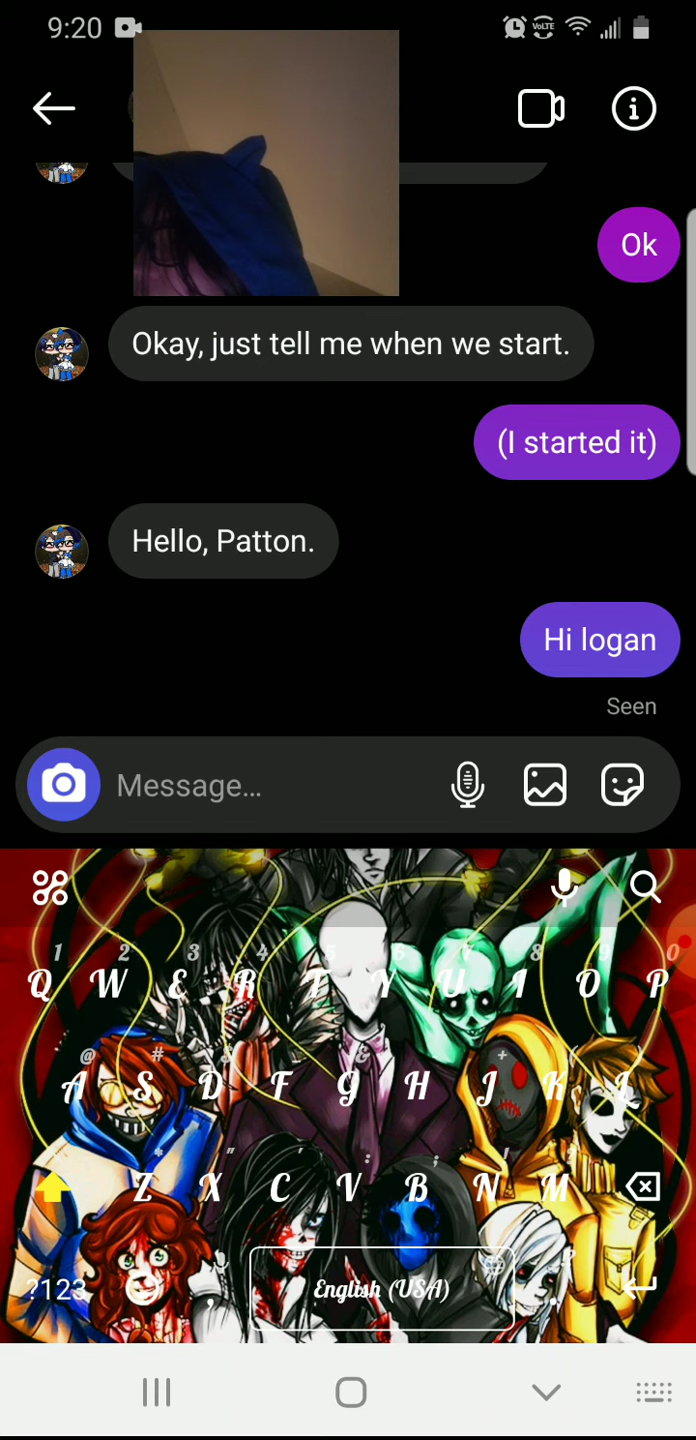 9:20
VoLTE
Ok
Okay, just tell me when we start.
(I started it)
Hello, Patton.
Hi logan
Seen
Message...
1 2 3 4 5 6 7 8 9 0
Q W E R T Y U I O P
@ # & + ( )
A S D F G H J K L
* " ' : ; ! ?
Z X C V B N M
?123 , English (USA) .